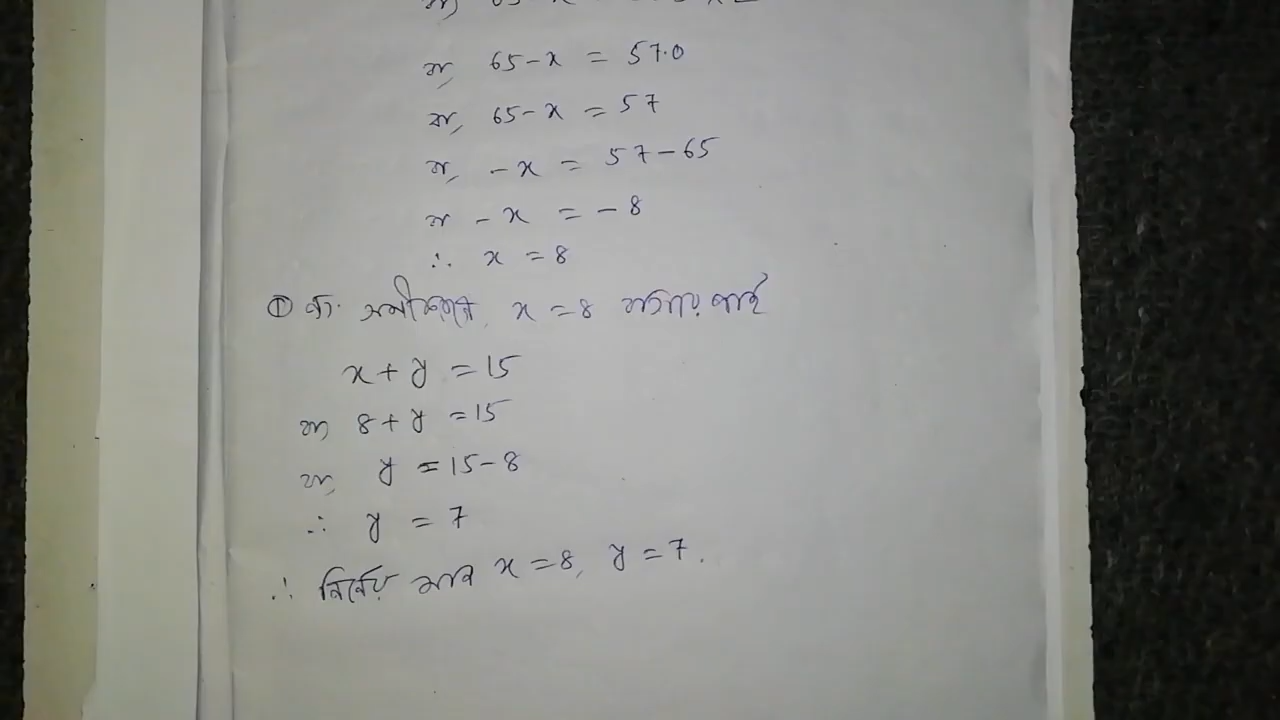 বা, 65-x = 57.0
বা, 65-x = 57
বা, -x = 57-65
বা -x = -8
∴ x = 8
① নং সমীকরণে, x = 8 বসায় পাই
x+y = 15
বা, 8+y = 15
বা, y = 15-8
∴ y = 7
∴ নির্ণেয় মান x = 8, y = 7.